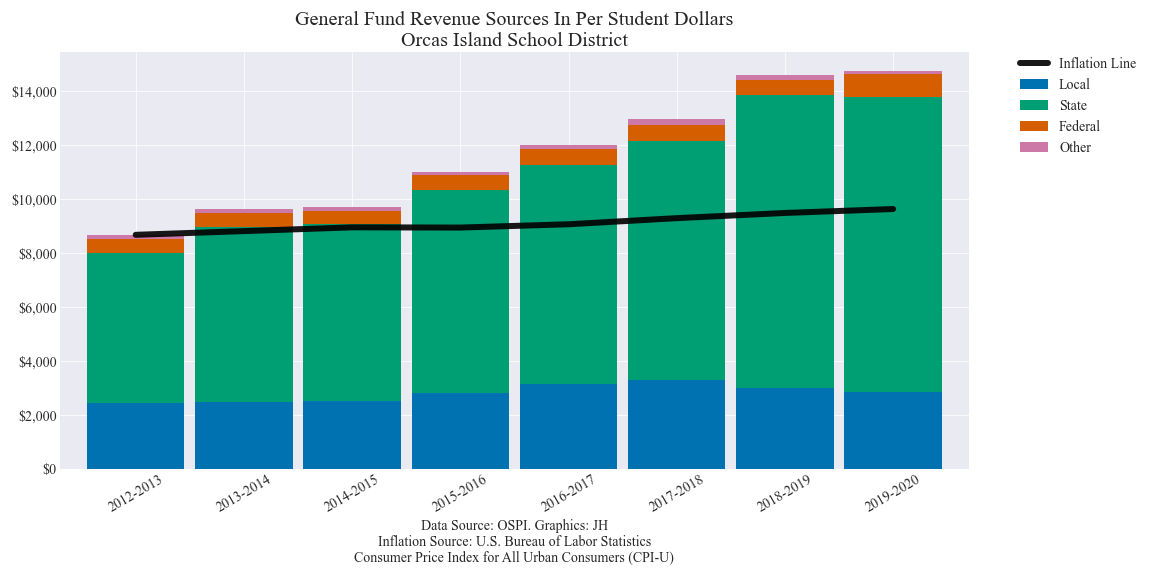 General Fund Revenue Sources In Per Student Dollars
Orcas Island School District
Inflation Line
Local
State
Federal
Other
$14,000
$12,000
$10,000
$8,000
$6,000
$4,000
$2,000
$0
2012-2013
2013-2014
2014-2015
2015-2016
2016-2017
2017-2018
2018-2019
2019-2020
Data Source: OSPI. Graphics: JH
Inflation Source: U.S. Bureau of Labor Statistics
Consumer Price Index for All Urban Consumers (CPI-U)